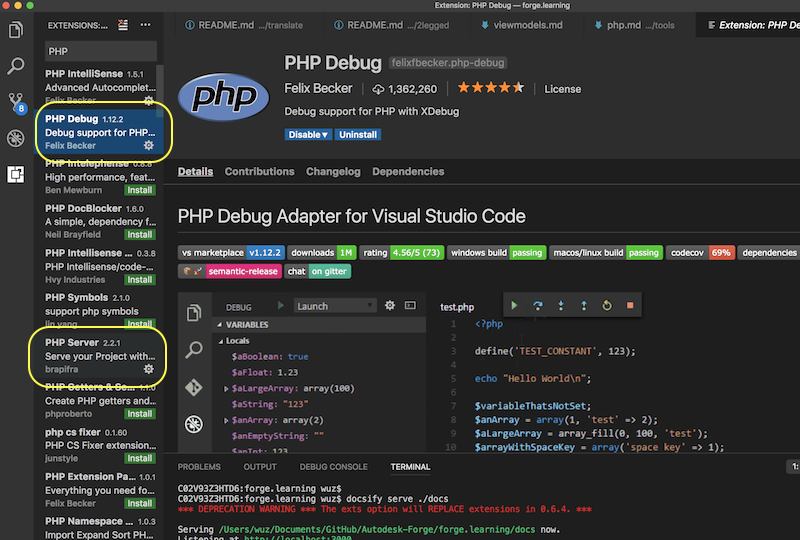 Extension: PHP Debug — forge.learning
EXTENSIONS:...
README.md .../translate
README.md .../2legged
viewmodels.md
php.md .../tools
Extension: PHP De
PHP
PHP IntelliSense 1.5.1
Advanced Autocomplet...
Felix Becker
PHP Debug 1.12.2
Debug support for PHP...
Felix Becker
PHP Intelephense 0.8.8
High performance, feat...
Ben Mewburn Install
PHP DocBlocker 1.6.0
A simple, dependency f...
Neil Brayfield Install
PHP Intellisense ... 0.3.8
PHP Intellisense/code-...
Hvy Industries Install
PHP Symbols 2.1.0
support php symbols
lin yang Install
PHP Server 2.2.1
Serve your Project with...
brapifra
PHP Getters & Se... 1.1.0
Create PHP getters and...
phproberto Install
php cs fixer 0.1.60
PHP CS Fixer extension...
junstyle Install
PHP Extension Pa... 1.0.1
Everything you need fo...
Felix Becker Install
PHP Namespace ... 1.0.3
Import Expand Sort PH...
8
php
PHP Debug felixfbecker.php-debug
Felix Becker 1,362,260 License
Debug support for PHP with XDebug
Disable Uninstall
Details Contributions Changelog Dependencies
PHP Debug Adapter for Visual Studio Code
vs marketplace v1.12.2 downloads 1M rating 4.56/5 (73) windows build passing macos/linux build passing codecov 69% dependencies
semantic-release chat on gitter
DEBUG Launch
VARIABLES
Locals
$aBoolean: true
$aFloat: 1.23
$aLargeArray: array(100)
$aString: "123"
$anArray: array(2)
$anEmptyString: ""
$anInt: 123
test.php
1 <?php
2
3 define('TEST_CONSTANT', 123);
4
5 echo "Hello World\n";
6
7 $variableThatsNotSet;
8 $anArray = array(1, 'test' => 2);
9 $aLargeArray = array_fill(0, 100, 'test');
10 $arrayWithSpaceKey = array('space key' => 1);
PROBLEMS OUTPUT DEBUG CONSOLE TERMINAL 1:
C02V93Z3HTD6:forge.learning wuz$
C02V93Z3HTD6:forge.learning wuz$ docsify serve ./docs
*** DEPRECATION WARNING *** The exts option will REPLACE extensions in 0.6.4. ***
Serving /Users/wuz/Documents/GitHub/Autodesk-Forge/forge.learning/docs now.
Listening at http://localhost:3000